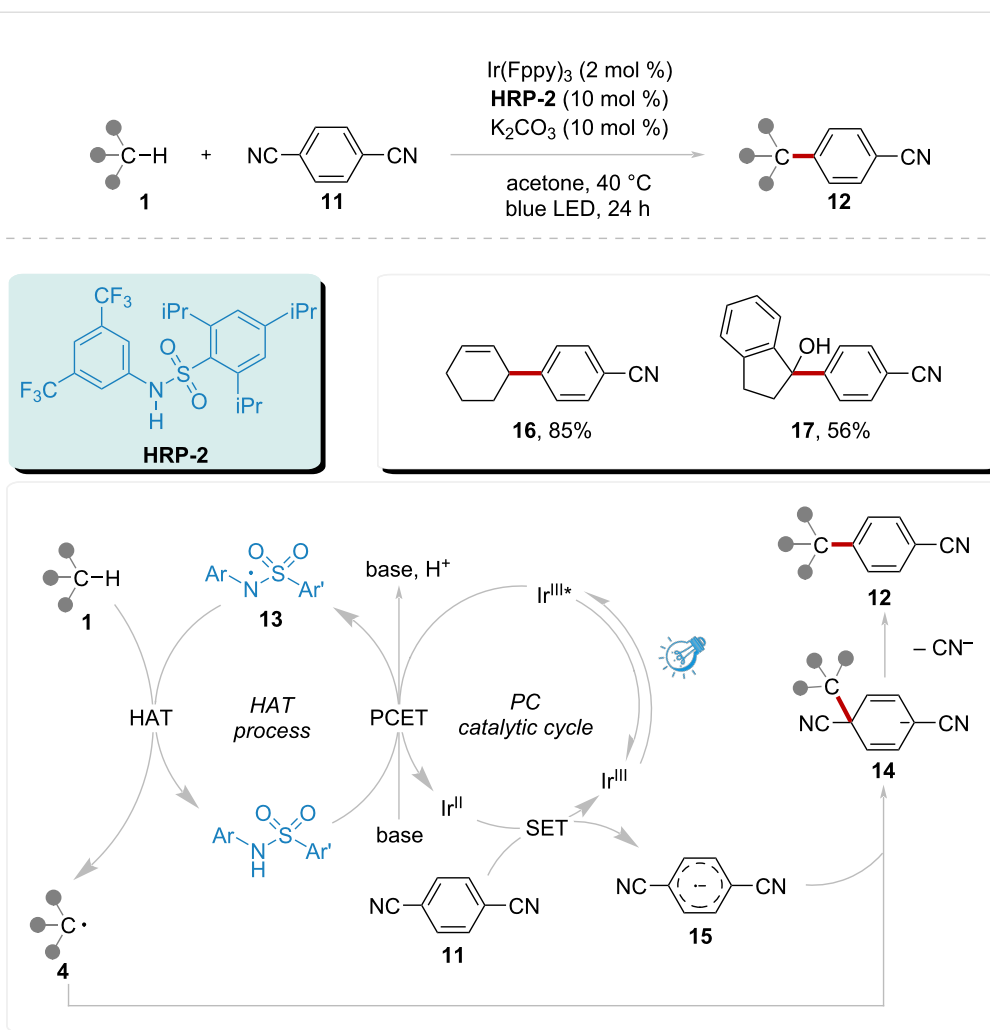 Ir(Fppy)₃ (2 mol %)
HRP-2 (10 mol %)
K₂CO₃ (10 mol %)
C–H
+
NC
CN
C
CN
acetone, 40 °C
blue LED, 24 h
1
11
12
CF₃
iPr
iPr
O
S
F₃C
N
O
H
iPr
HRP-2
CN
16, 85%
OH
CN
17, 56%
C–H
1
O O
Ar
N
S
Ar'
13
base, H⁺
Irᴵᴵᴵ*
C
CN
12
– CN–
C
NC
CN
14
HAT
HAT
process
PCET
PC
catalytic cycle
Irᴵᴵᴵ
Irᴵᴵ
SET
base
O O
Ar
S
N
Ar'
H
NC
CN
11
NC
·–
CN
15
C·
4